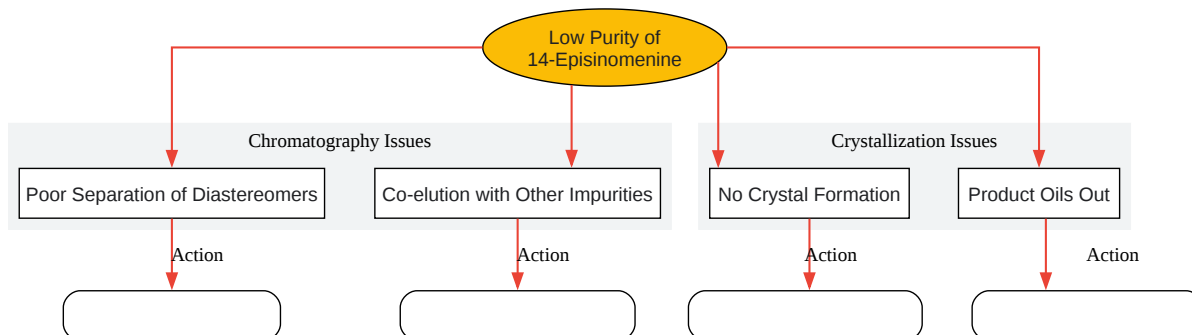 Low Purity of
14-Episinomenine
Chromatography Issues
Crystallization Issues
Poor Separation of Diastereomers
Co-elution with Other Impurities
No Crystal Formation
Product Oils Out
Action
Action
Action
Action